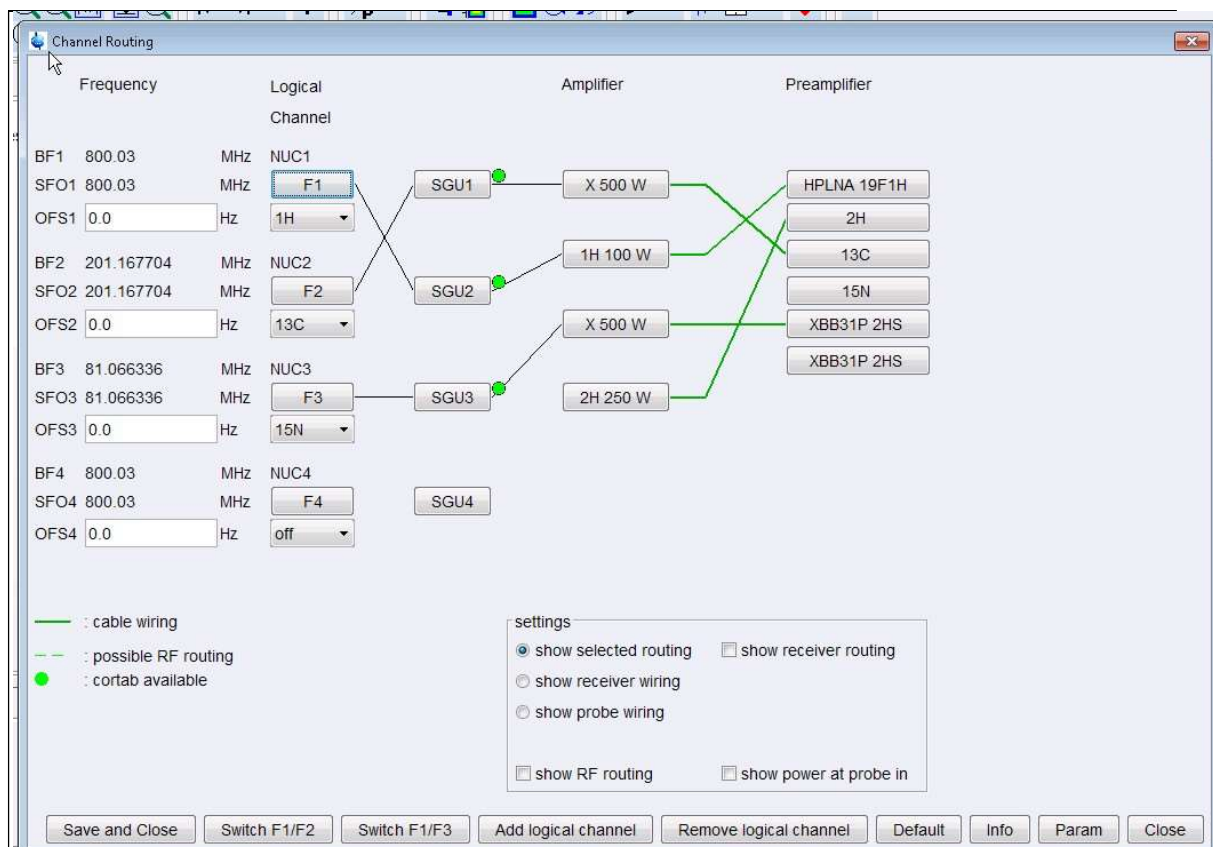 Channel Routing
Frequency Logical Amplifier Preamplifier
Channel
BF1 800.03 MHz NUC1
SFO1 800.03 MHz F1 SGU1 X 500 W HPLNA 19F1H
OFS1 0.0 Hz 1H 2H
1H 100 W 13C
BF2 201.167704 MHz NUC2
SFO2 201.167704 MHz F2 SGU2 15N
OFS2 0.0 Hz 13C X 500 W XBB31P 2HS
BF3 81.066336 MHz NUC3 XBB31P 2HS
SFO3 81.066336 MHz F3 SGU3 2H 250 W
OFS3 0.0 Hz 15N
BF4 800.03 MHz NUC4
SFO4 800.03 MHz F4 SGU4
OFS4 0.0 Hz off
: cable wiring
: possible RF routing
: cortab available
settings
show selected routing show receiver routing
show receiver wiring
show probe wiring
show RF routing show power at probe in
Save and Close Switch F1/F2 Switch F1/F3 Add logical channel Remove logical channel Default Info Param Close